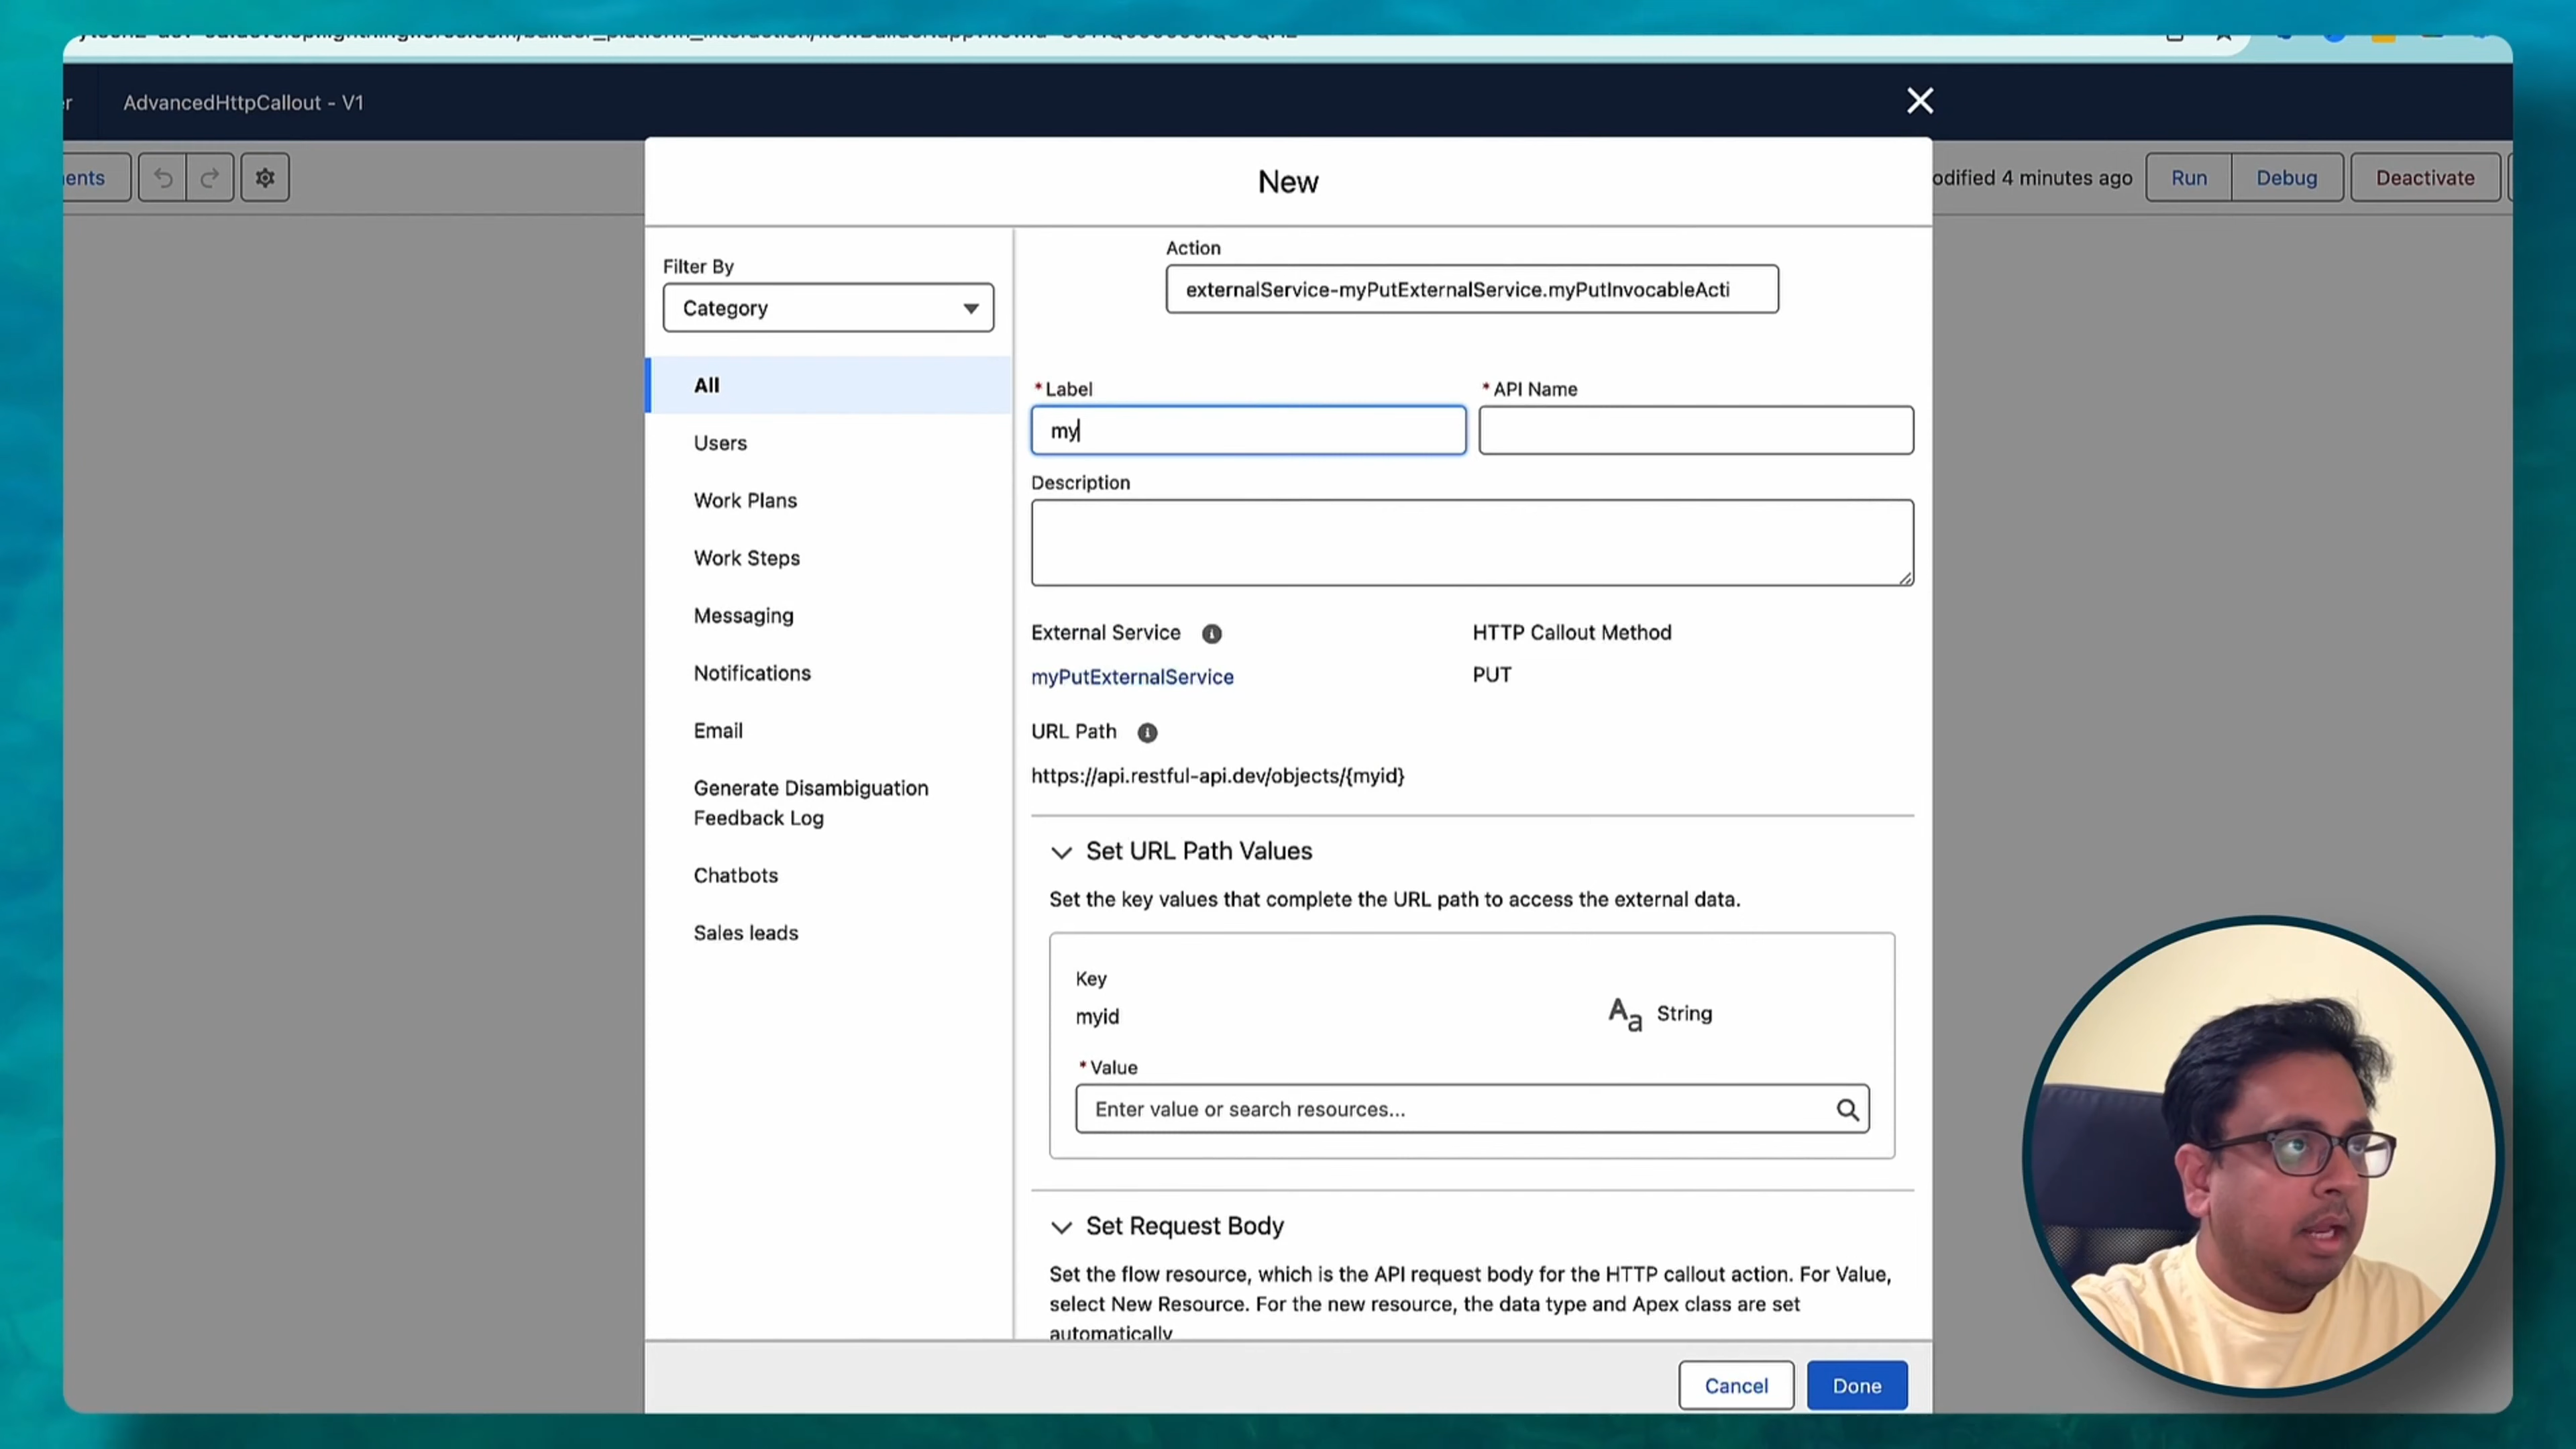 AdvancedHttpCallout - V1
ents
odified 4 minutes ago
Run
Debug
Deactivate
New
Filter By
Category
All
Users
Work Plans
Work Steps
Messaging
Notifications
Email
Generate Disambiguation
Feedback Log
Chatbots
Sales leads
Action
externalService-myPutExternalService.myPutInvocableActi
* Label
* API Name
my
Description
External Service
HTTP Callout Method
myPutExternalService
PUT
URL Path
https://api.restful-api.dev/objects/{myid}
Set URL Path Values
Set the key values that complete the URL path to access the external data.
Key
myid
Aa String
* Value
Enter value or search resources...
Set Request Body
Set the flow resource, which is the API request body for the HTTP callout action. For Value,
select New Resource. For the new resource, the data type and Apex class are set
automatically
Cancel
Done